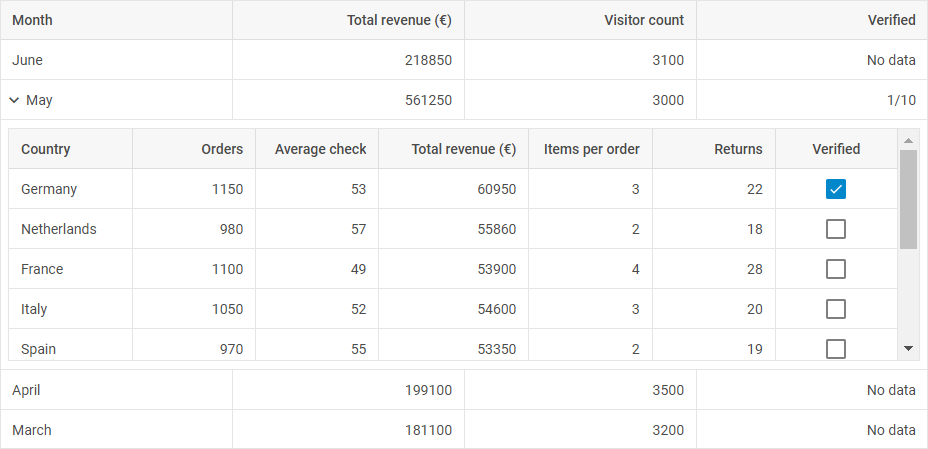 Month Total revenue (€) Visitor count Verified
June 218850 3100 No data
May 561250 3000 1/10
Country Orders Average check Total revenue (€) Items per order Returns Verified
Germany 1150 53 60950 3 22
Netherlands 980 57 55860 2 18
France 1100 49 53900 4 28
Italy 1050 52 54600 3 20
Spain 970 55 53350 2 19
April 199100 3500 No data
March 181100 3200 No data